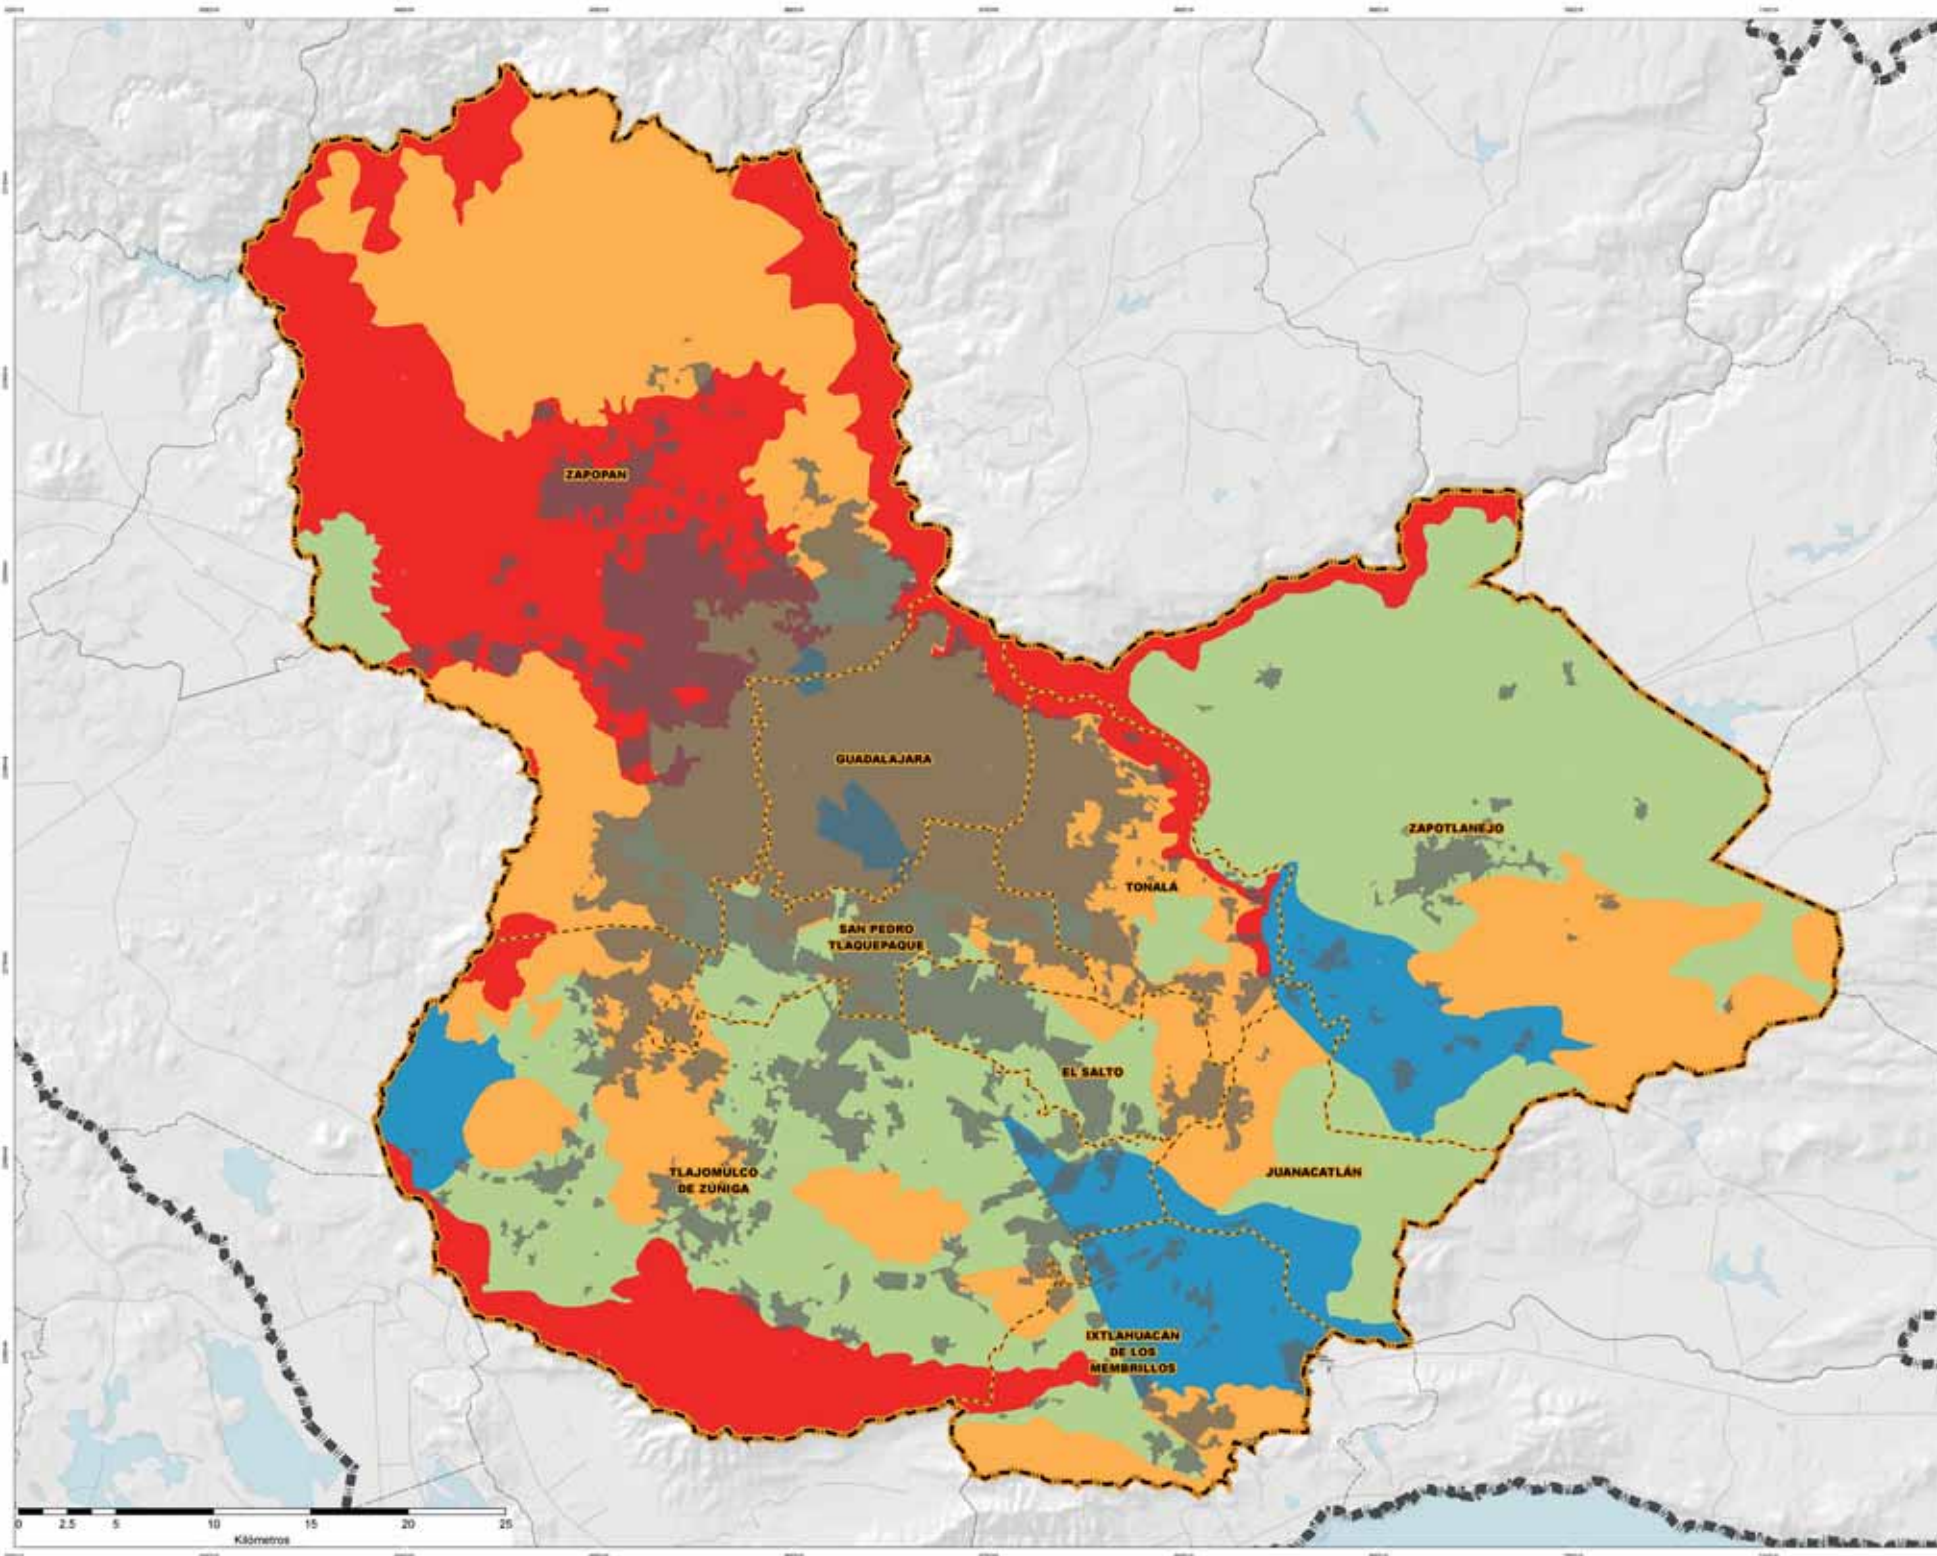 ZAPOPAN
GUADALAJARA
ZAPOTLANEJO
TONALÁ
SAN PEDRO
TLAQUEPAQUE
EL SALTO
TLAJOMULCO
DE ZÚÑIGA
JUANACATLÁN
IXTLAHUACÁN
DE LOS
MEMBRILLOS
0 2.5 5 10 15 20 25
Kilómetros